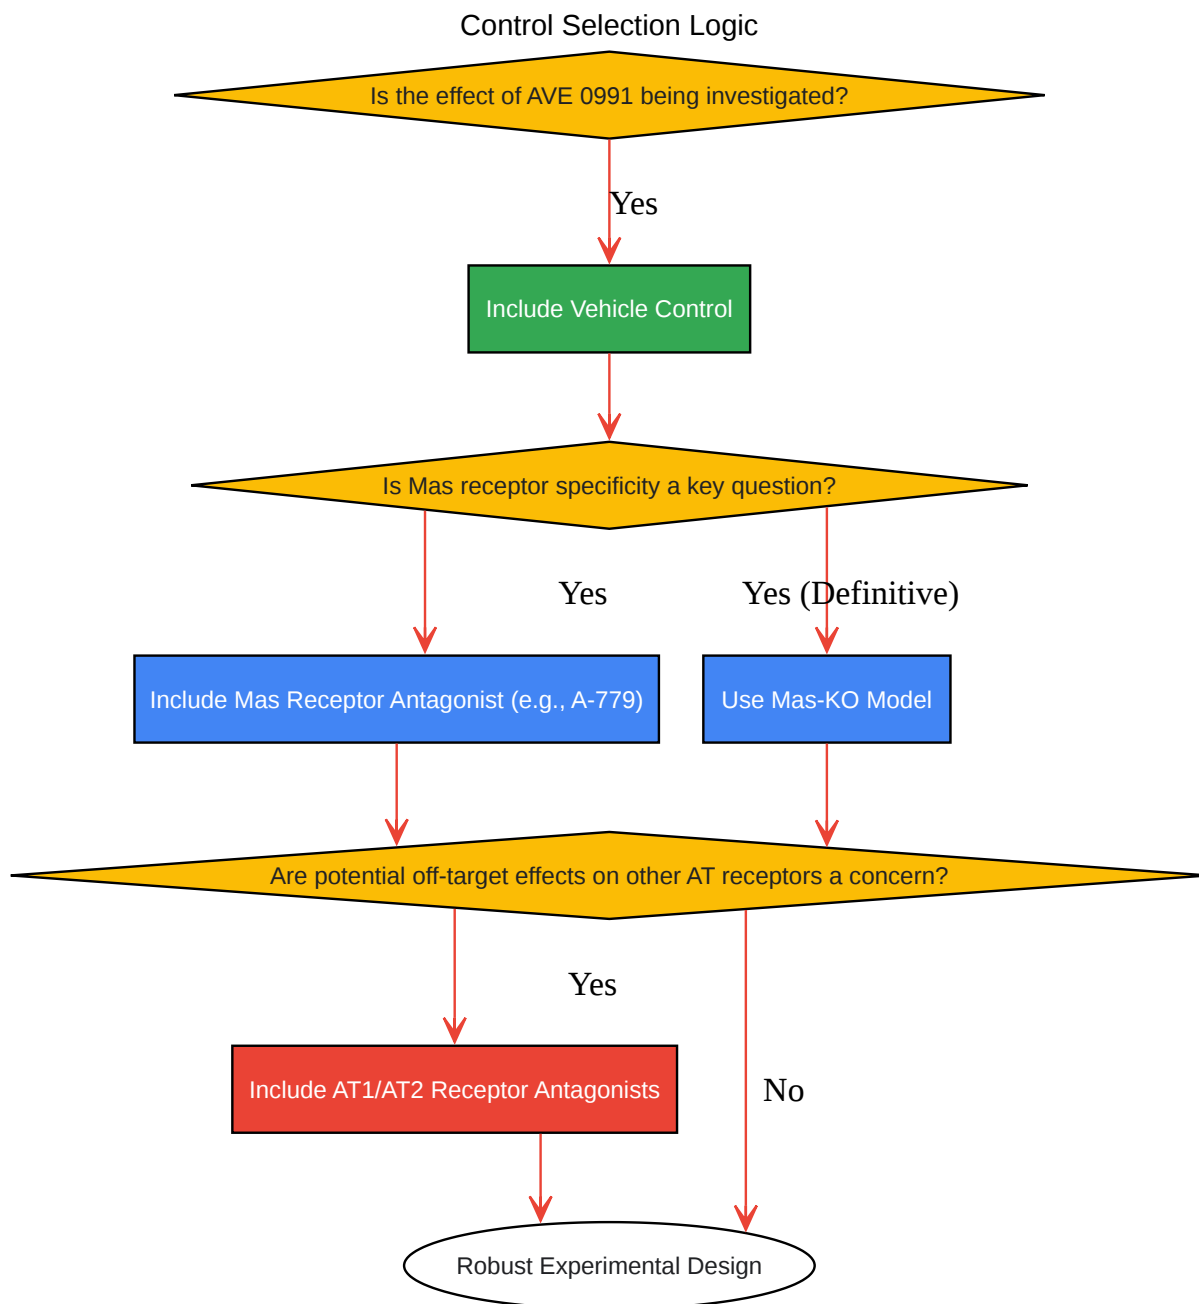 Control Selection Logic
Is the effect of AVE 0991 being investigated?
Yes
Include Vehicle Control
Is Mas receptor specificity a key question?
Yes
Yes (Definitive)
Include Mas Receptor Antagonist (e.g., A-779)
Use Mas-KO Model
Are potential off-target effects on other AT receptors a concern?
Yes
Include AT1/AT2 Receptor Antagonists
No
Robust Experimental Design